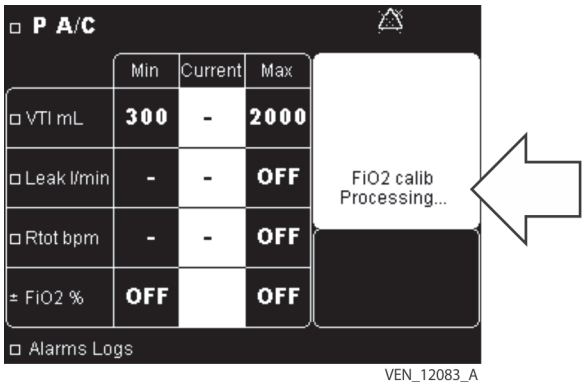 P A/C
Min Current Max
VTI mL 300 - 2000
Leak l/min - - OFF
Rtot bpm - - OFF
± FiO2 % OFF OFF
FiO2 calib
Processing...
Alarms Logs
VEN_12083_A